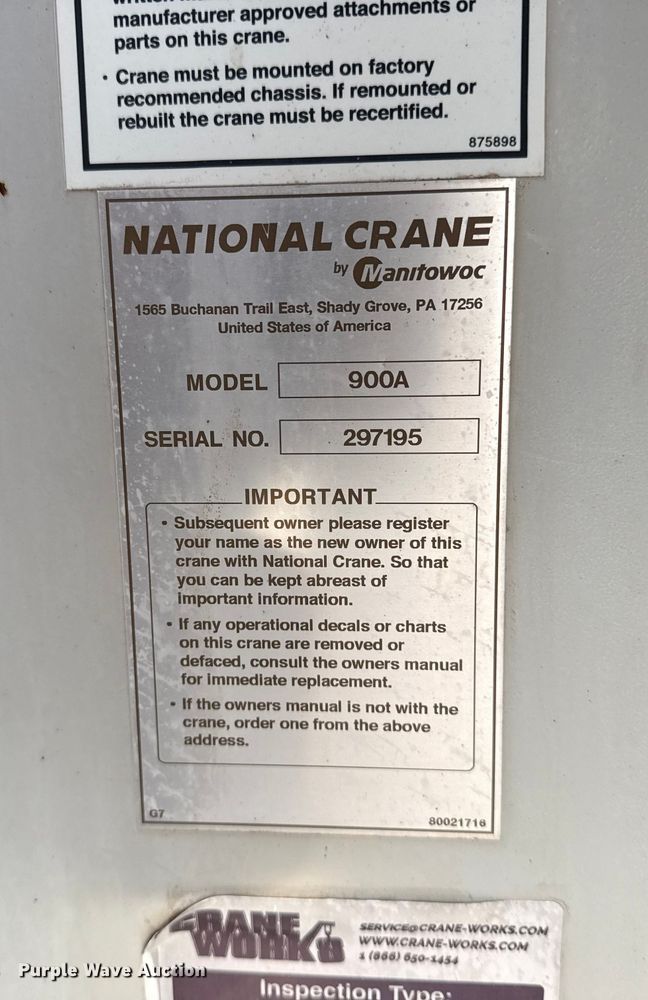 manufacturer approved attachments or
parts on this crane.
• Crane must be mounted on factory
recommended chassis. If remounted or
rebuilt the crane must be recertified.
875898
NATIONAL CRANE
by Manitowoc
1565 Buchanan Trail East, Shady Grove, PA 17256
United States of America
MODEL 900A
SERIAL NO. 297195
IMPORTANT
• Subsequent owner please register
your name as the new owner of this
crane with National Crane. So that
you can be kept abreast of
important information.
• If any operational decals or charts
on this crane are removed or
defaced, consult the owners manual
for immediate replacement.
• If the owners manual is not with the
crane, order one from the above
address.
G7 80021716
CRANE
WORKS
SERVICE@CRANE-WORKS.COM
WWW.CRANE-WORKS.COM
1 (866) 650-1454
Inspection Type:
Purple Wave Auction